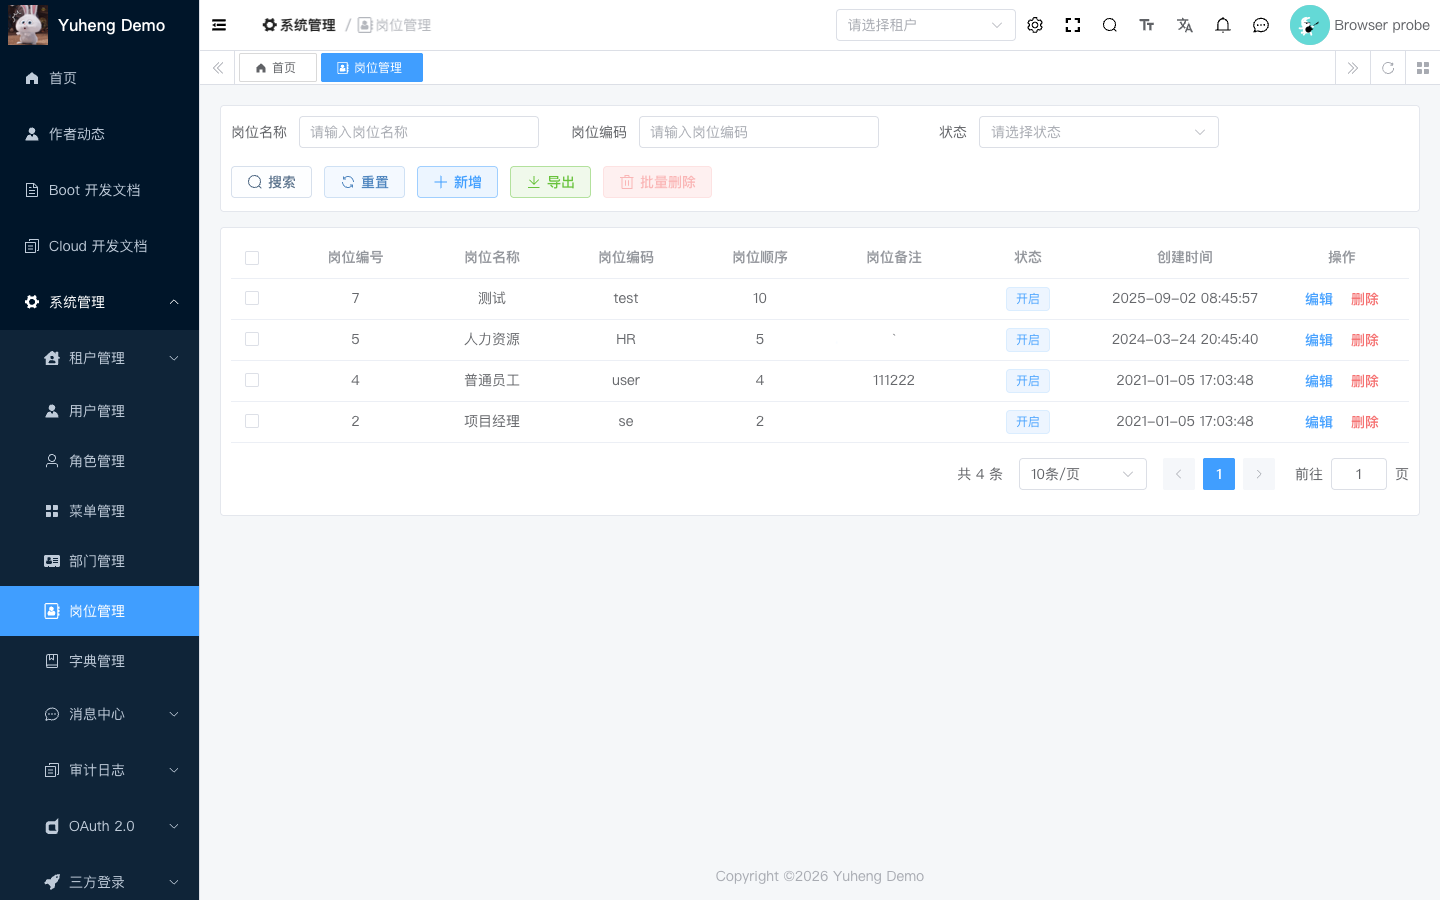 Yuheng Demo
系统管理 / 岗位管理
请选择租户
Browser probe
首页
作者动态
Boot 开发文档
Cloud 开发文档
系统管理
租户管理
用户管理
角色管理
菜单管理
部门管理
岗位管理
字典管理
消息中心
审计日志
OAuth 2.0
三方登录
首页 岗位管理
岗位名称 请输入岗位名称 岗位编码 请输入岗位编码 状态 请选择状态
搜索 重置 新增 导出 批量删除
岗位编号 岗位名称 岗位编码 岗位顺序 岗位备注 状态 创建时间 操作
7 测试 test 10 开启 2025-09-02 08:45:57 编辑 删除
5 人力资源 HR 5 ` 开启 2024-03-24 20:45:40 编辑 删除
4 普通员工 user 4 111222 开启 2021-01-05 17:03:48 编辑 删除
2 项目经理 se 2 开启 2021-01-05 17:03:48 编辑 删除
共 4 条 10条/页 1 前往 1 页
Copyright ©2026 Yuheng Demo